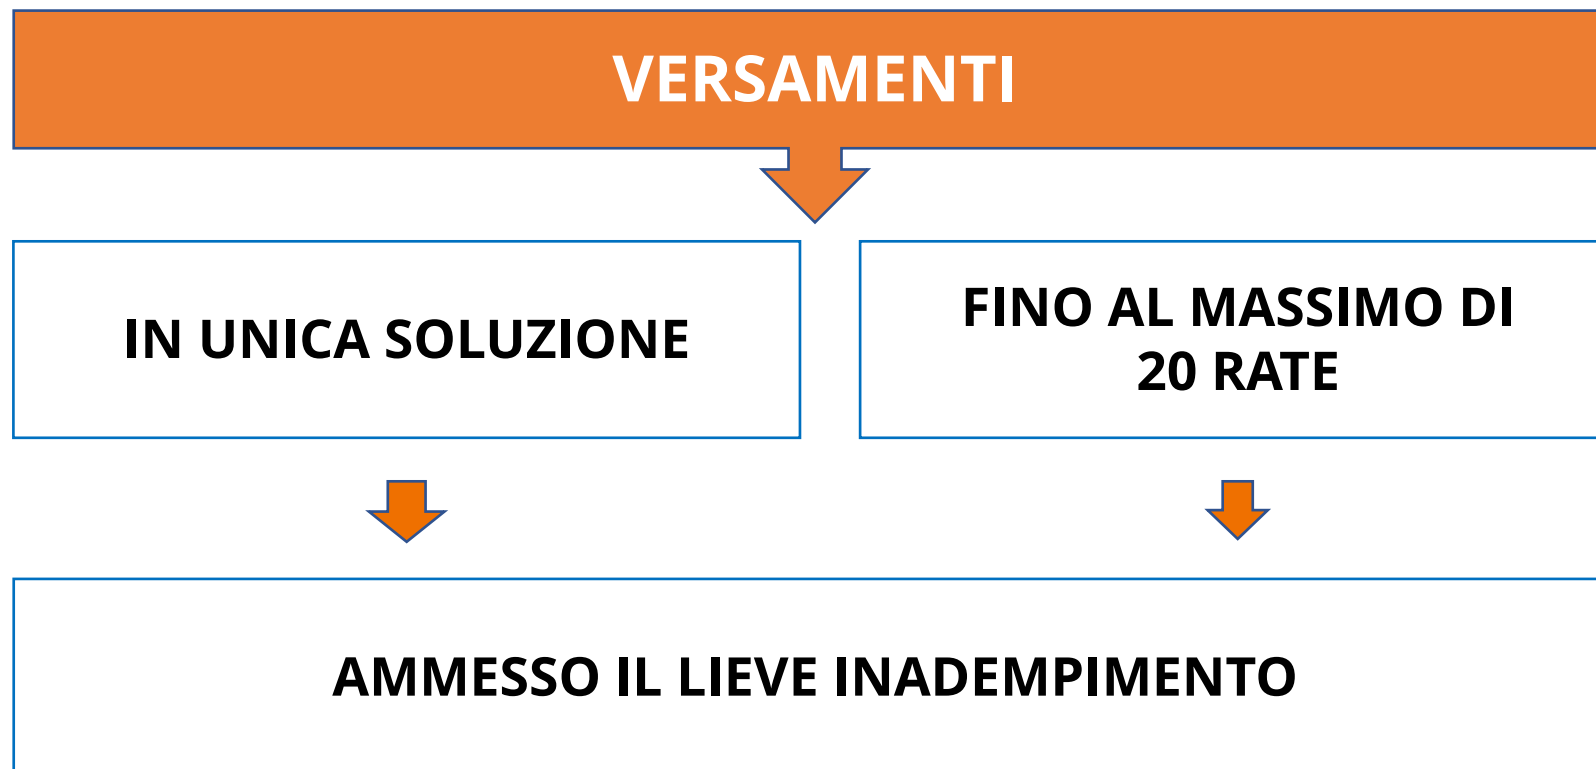 VERSAMENTI
IN UNICA SOLUZIONE
FINO AL MASSIMO DI
20 RATE
AMMESSO IL LIEVE INADEMPIMENTO